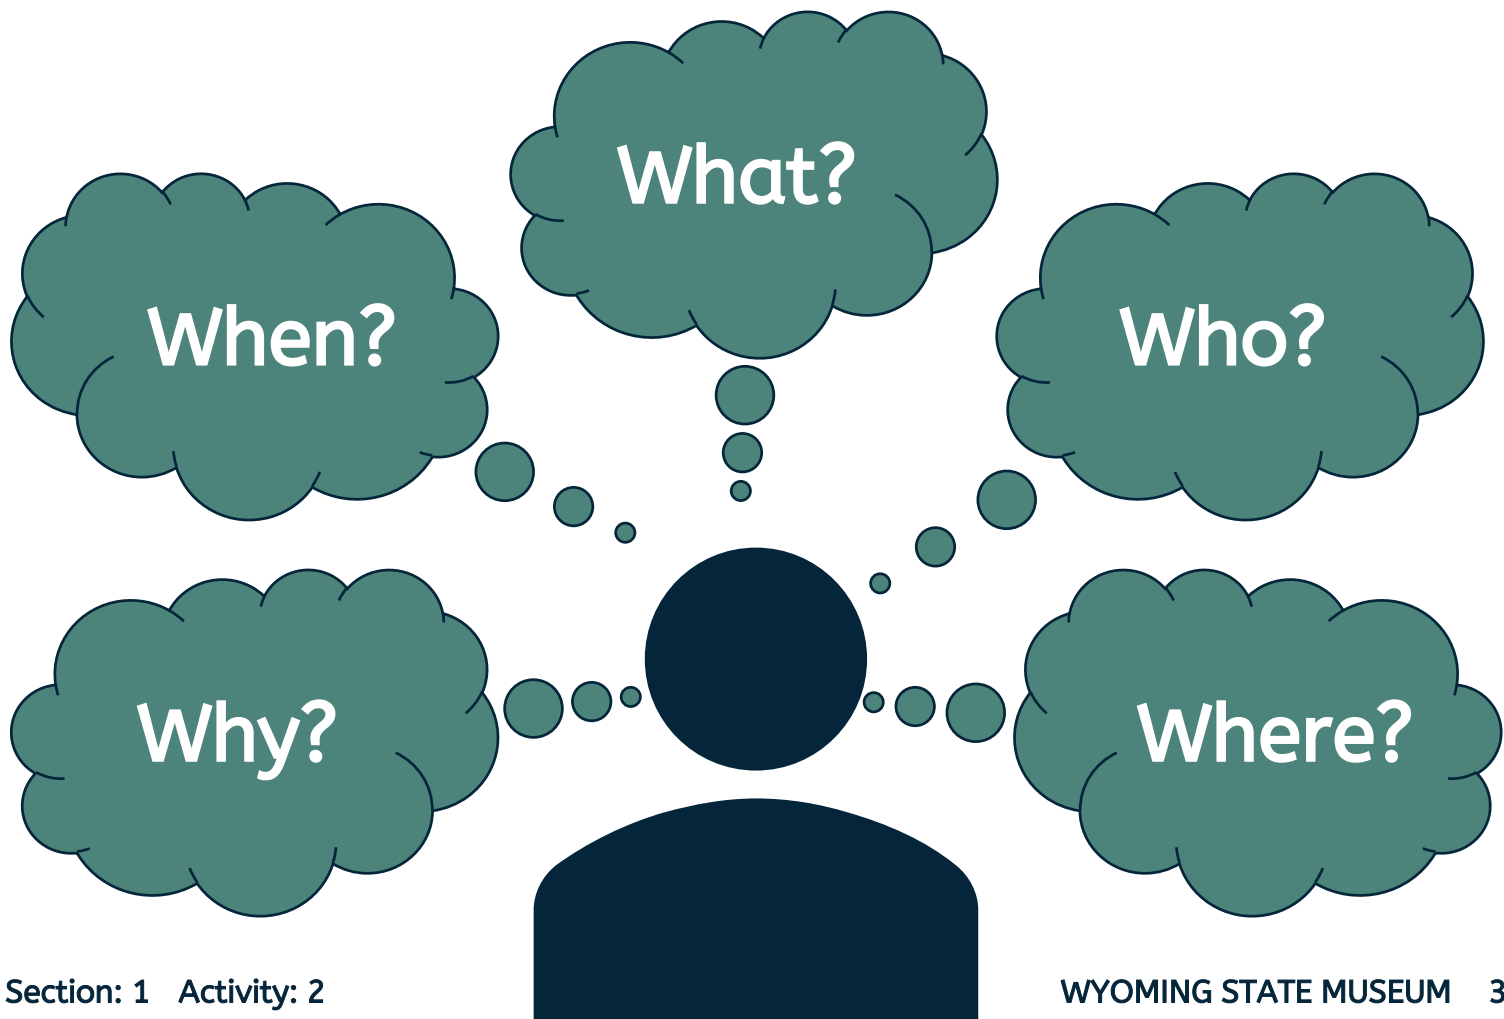 What?
When?
Who?
Why?
Where?
Section: 1 Activity: 2
WYOMING STATE MUSEUM 3